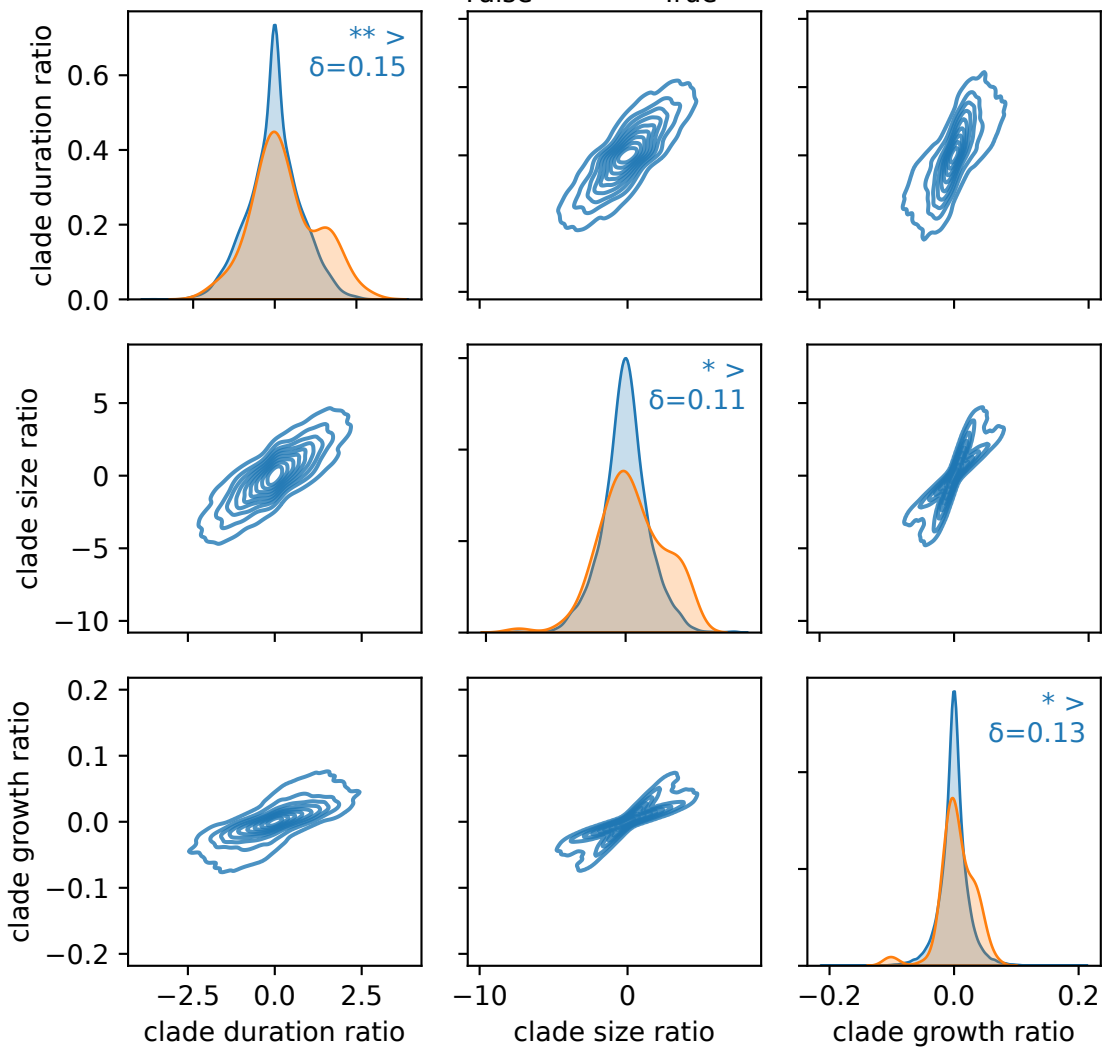 False True
clade duration ratio
0.6
0.4
0.2
0.0
** >
δ=0.15
clade size ratio
5
0
−5
−10
* >
δ=0.11
clade growth ratio
0.2
0.1
0.0
−0.1
−0.2
* >
δ=0.13
−2.5 0.0 2.5 −10 0 −0.2 0.0 0.2
clade duration ratio clade size ratio clade growth ratio